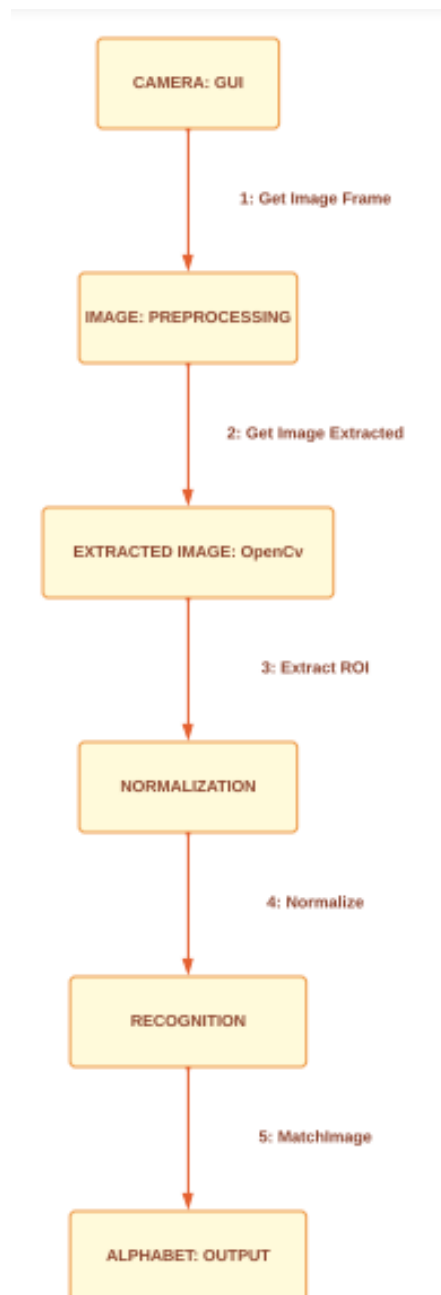 CAMERA: GUI
1: Get Image Frame
IMAGE: PREPROCESSING
2: Get Image Extracted
EXTRACTED IMAGE: OpenCv
3: Extract ROI
NORMALIZATION
4: Normalize
RECOGNITION
5: MatchImage
ALPHABET: OUTPUT